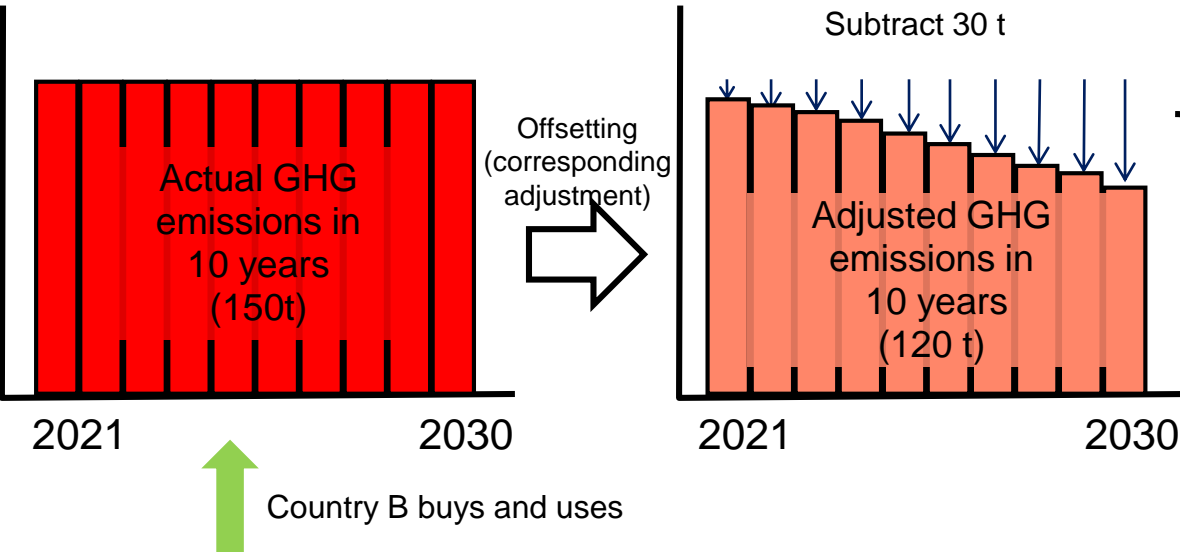 Subtract 30 t
Offsetting
(corresponding
adjustment)
Actual GHG
emissions in
10 years
(150t)
Adjusted GHG
emissions in
10 years
(120 t)
2021
2030
2021
2030
Country B buys and uses